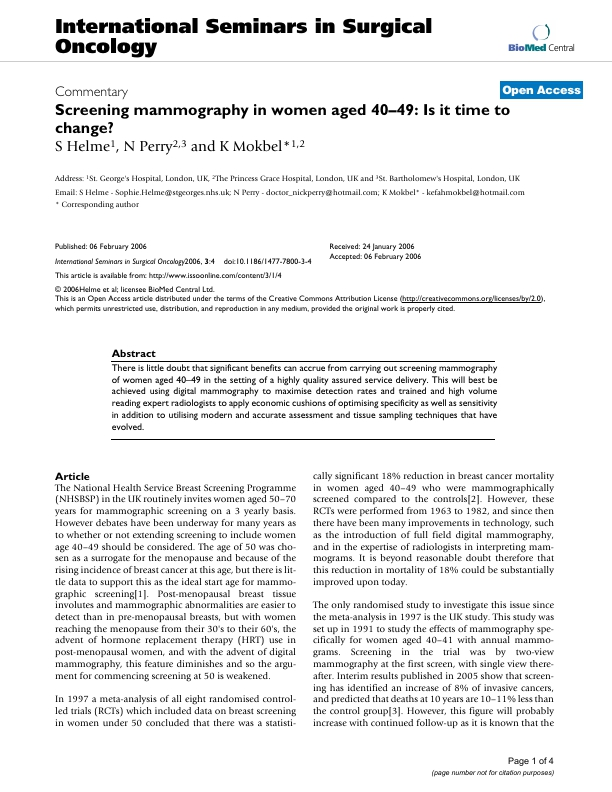 International Seminars in Surgical
Oncology
BioMed Central
Commentary
Open Access
Screening mammography in women aged 40–49: Is it time to
change?
S Helme1, N Perry2,3 and K Mokbel*1,2
Address: 1St. George's Hospital, London, UK, 2The Princess Grace Hospital, London, UK and 3St. Bartholomew's Hospital, London, UK
Email: S Helme - Sophie.Helme@stgeorges.nhs.uk; N Perry - doctor_nickperry@hotmail.com; K Mokbel* - kefahmokbel@hotmail.com
* Corresponding author
Published: 06 February 2006
International Seminars in Surgical Oncology2006, 3:4 doi:10.1186/1477-7800-3-4
This article is available from: http://www.issoonline.com/content/3/1/4
Received: 24 January 2006
Accepted: 06 February 2006
© 2006Helme et al; licensee BioMed Central Ltd.
This is an Open Access article distributed under the terms of the Creative Commons Attribution License (http://creativecommons.org/licenses/by/2.0),
which permits unrestricted use, distribution, and reproduction in any medium, provided the original work is properly cited.
Abstract
There is little doubt that significant benefits can accrue from carrying out screening mammography
of women aged 40–49 in the setting of a highly quality assured service delivery. This will best be
achieved using digital mammography to maximise detection rates and trained and high volume
reading expert radiologists to apply economic cushions of optimising specificity as well as sensitivity
in addition to utilising modern and accurate assessment and tissue sampling techniques that have
evolved.
Article
The National Health Service Breast Screening Programme
(NHSBSP) in the UK routinely invites women aged 50–70
years for mammographic screening on a 3 yearly basis.
However debates have been underway for many years as
to whether or not extending screening to include women
age 40–49 should be considered. The age of 50 was cho-
sen as a surrogate for the menopause and because of the
rising incidence of breast cancer at this age, but there is lit-
tle data to support this as the ideal start age for mammo-
graphic screening[1]. Post-menopausal breast tissue
involutes and mammographic abnormalities are easier to
detect than in pre-menopausal breasts, but with women
reaching the menopause from their 30's to their 60's, the
advent of hormone replacement therapy (HRT) use in
post-menopausal women, and with the advent of digital
mammography, this feature diminishes and so the argu-
ment for commencing screening at 50 is weakened.
In 1997 a meta-analysis of all eight randomised control-
led trials (RCTs) which included data on breast screening
in women under 50 concluded that there was a statisti-
cally significant 18% reduction in breast cancer mortality
in women aged 40–49 who were mammographically
screened compared to the controls[2]. However, these
RCTs were performed from 1963 to 1982, and since then
there have been many improvements in technology, such
as the introduction of full field digital mammography,
and in the expertise of radiologists in interpreting mam-
mograms. It is beyond reasonable doubt therefore that
this reduction in mortality of 18% could be substantially
improved upon today.
The only randomised study to investigate this issue since
the meta-analysis in 1997 is the UK study. This study was
set up in 1991 to study the effects of mammography spe-
cifically for women aged 40–41 with annual mammo-
grams. Screening in the trial was by two-view
mammography at the first screen, with single view there-
after. Interim results published in 2005 show that screen-
ing has identified an increase of 8% of invasive cancers,
and predicted that deaths at 10 years are 10–11% less than
the control group[3]. However, this figure will probably
increase with continued follow-up as it is known that the
Page 1 of 4
(page number not for citation purposes)